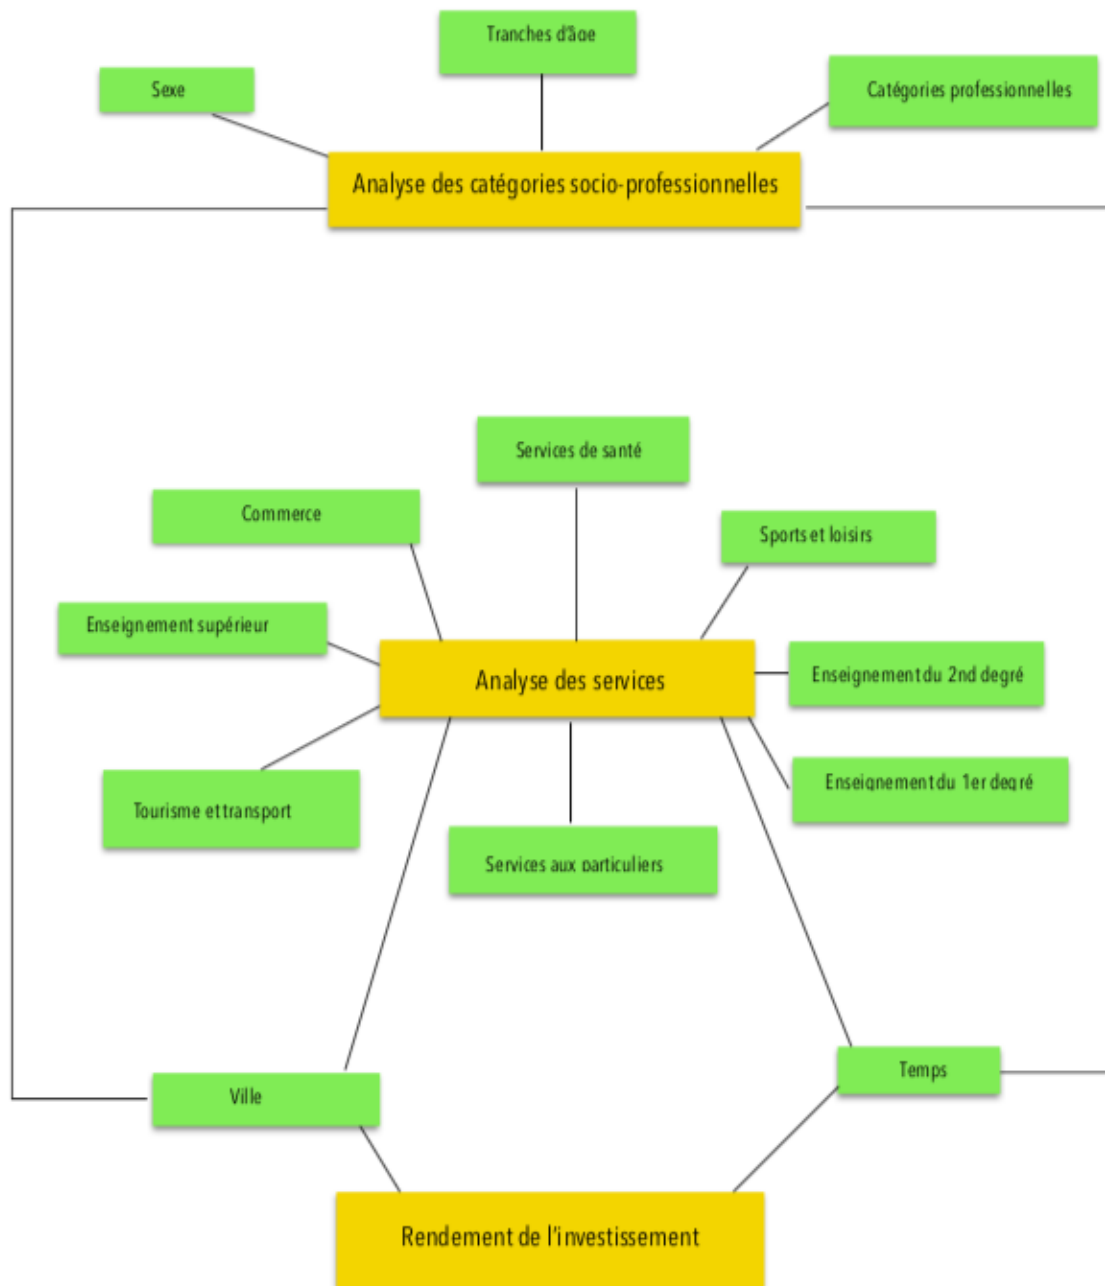 Tranches d'âge
Sexe
Catégories professionnelles
Analyse des catégories socio-professionnelles
Services de santé
Commerce
Sports et loisirs
Enseignement supérieur
Analyse des services
Enseignement du 2nd degré
Enseignement du 1er degré
Tourisme et transport
Services aux particuliers
Temps
Ville
Rendement de l'investissement